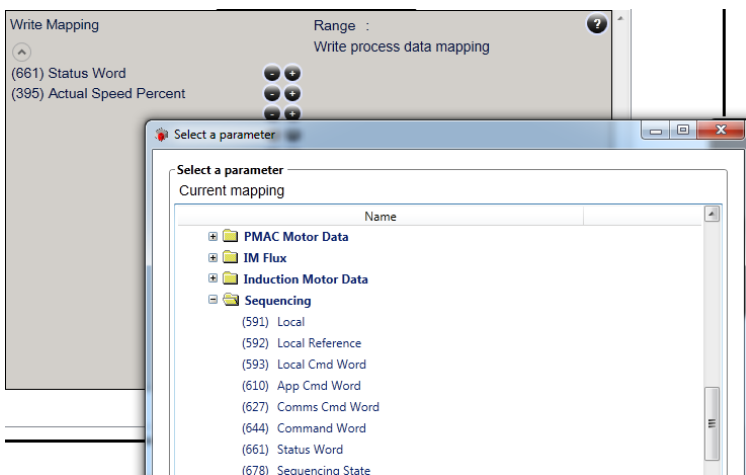 Write Mapping
Range :
?
Write process data mapping
(661) Status Word
(395) Actual Speed Percent
Select a parameter
Select a parameter
Current mapping
Name
PMAC Motor Data
IM Flux
Induction Motor Data
Sequencing
(591) Local
(592) Local Reference
(593) Local Cmd Word
(610) App Cmd Word
(627) Comms Cmd Word
(644) Command Word
(661) Status Word
(678) Sequencing State